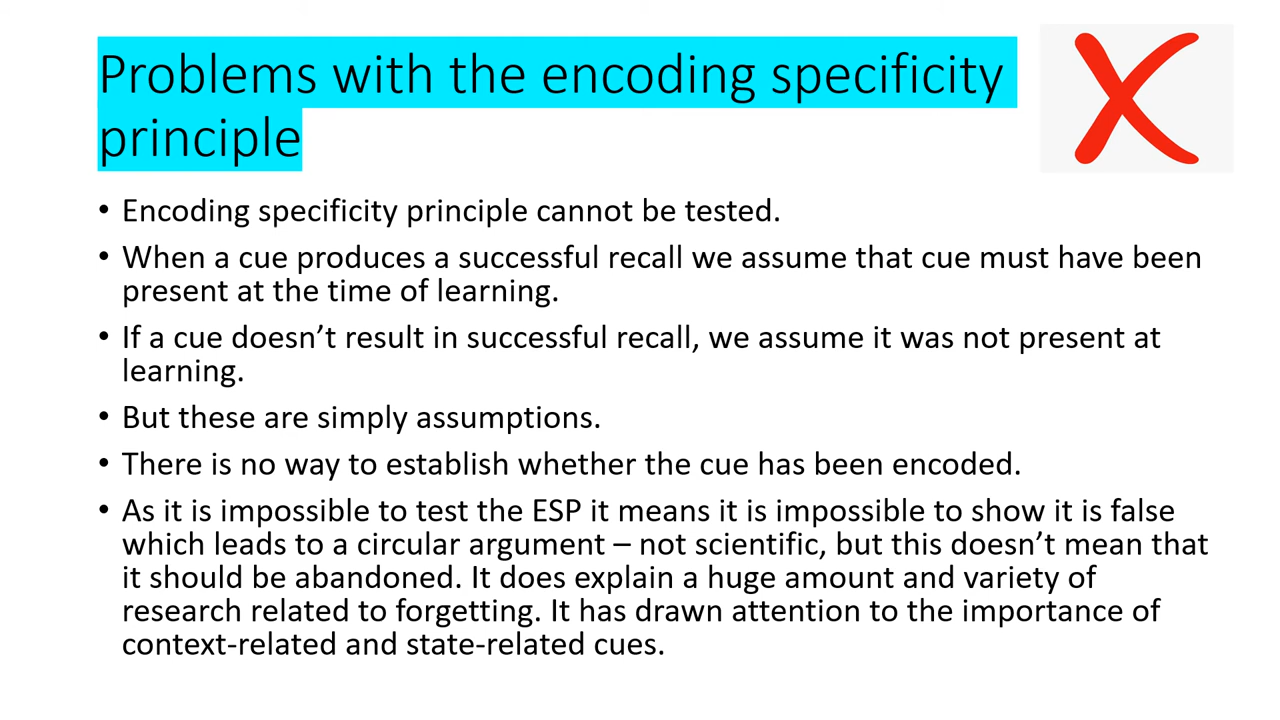 Problems with the encoding specificity
principle
• Encoding specificity principle cannot be tested.
• When a cue produces a successful recall we assume that cue must have been
present at the time of learning.
• If a cue doesn’t result in successful recall, we assume it was not present at
learning.
• But these are simply assumptions.
• There is no way to establish whether the cue has been encoded.
• As it is impossible to test the ESP it means it is impossible to show it is false
which leads to a circular argument – not scientific, but this doesn’t mean that
it should be abandoned. It does explain a huge amount and variety of
research related to forgetting. It has drawn attention to the importance of
context-related and state-related cues.